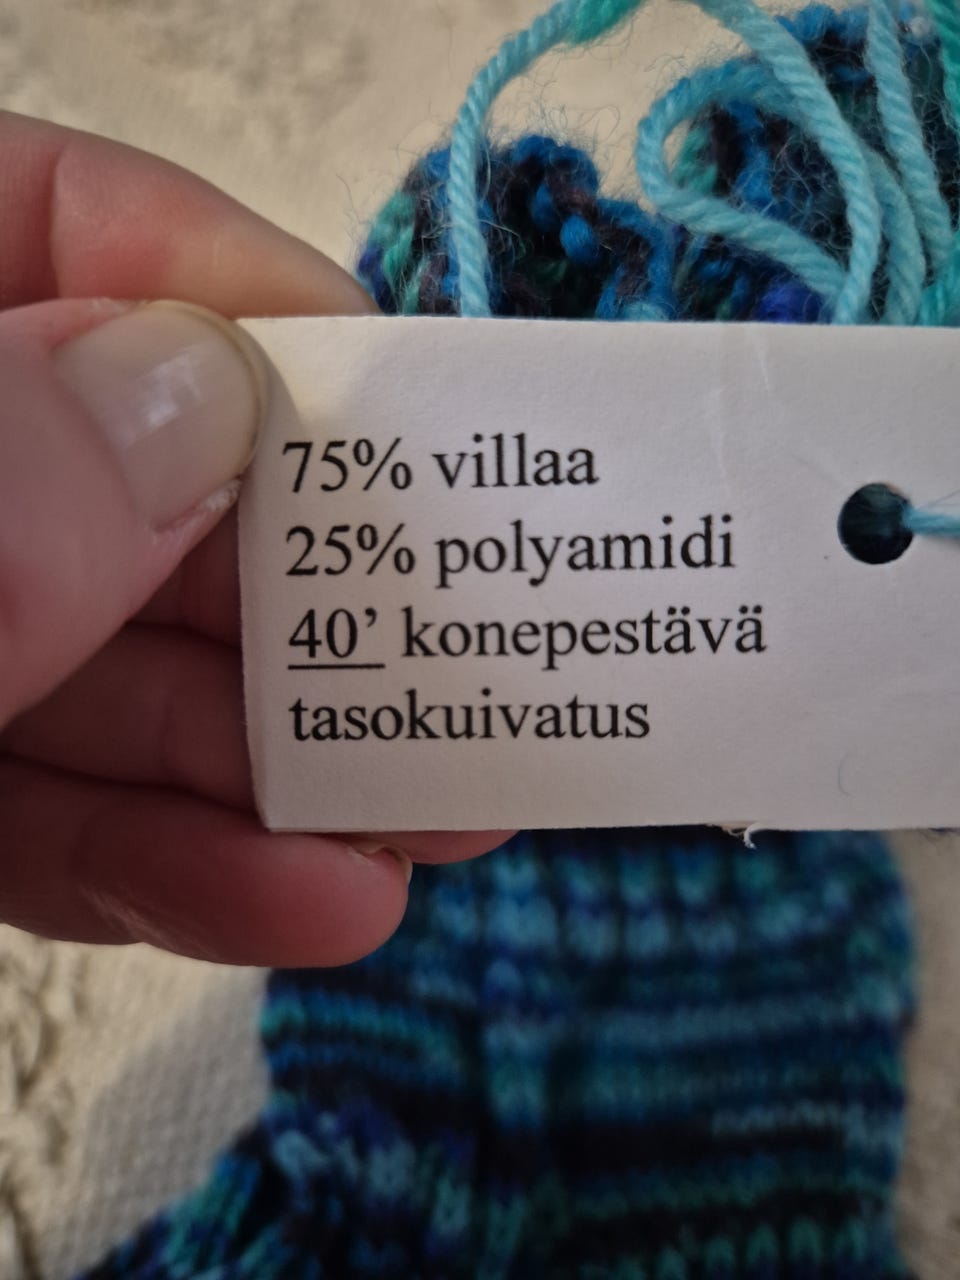 75% villaa
25% polyamidi
40’ konepestävä
tasokuivatus